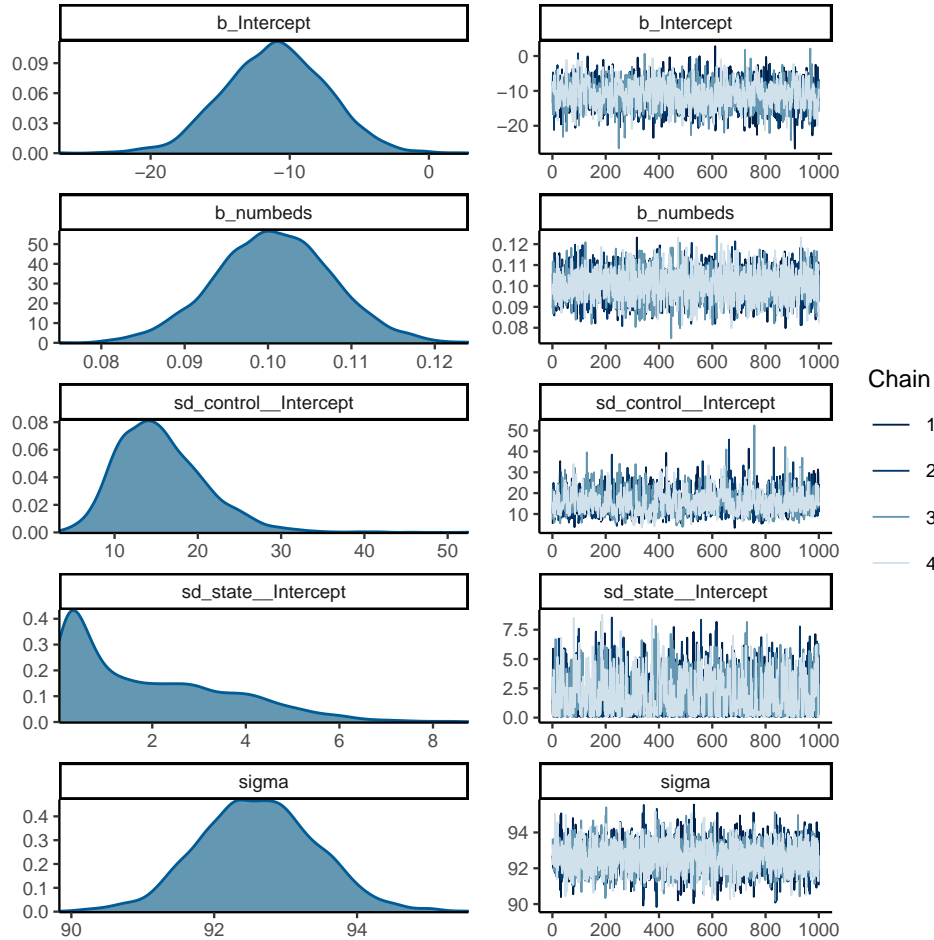 b_Intercept
0.09
0.06
0.03
0.00
−20 −10 0
b_Intercept
0
−10
−20
0 200 400 600 800 1000
b_numbeds
50
40
30
20
10
0
0.08 0.09 0.10 0.11 0.12
b_numbeds
0.12
0.11
0.10
0.09
0.08
0 200 400 600 800 1000
sd_control__Intercept
0.08
0.06
0.04
0.02
0.00
10 20 30 40 50
sd_control__Intercept
50
40
30
20
10
0 200 400 600 800 1000
sd_state__Intercept
0.4
0.3
0.2
0.1
0.0
2 4 6 8
sd_state__Intercept
7.5
5.0
2.5
0.0
0 200 400 600 800 1000
sigma
0.4
0.3
0.2
0.1
0.0
90 92 94
sigma
94
92
90
0 200 400 600 800 1000
Chain
1
2
3
4